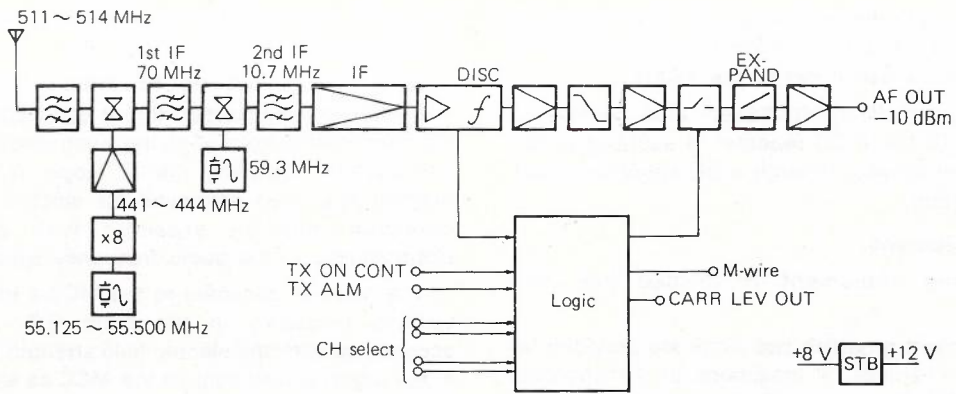 511 ~ 514 MHz
1st IF
70 MHz
2nd IF
10.7 MHz
IF
DISC
EX-
PAND
AF OUT
−10 dBm
f
59.3 MHz
441 ~ 444 MHz
x8
55.125 ~ 55.500 MHz
TX ON CONT
TX ALM
CH select
Logic
M-wire
CARR LEV OUT
+8 V
STB
+12 V